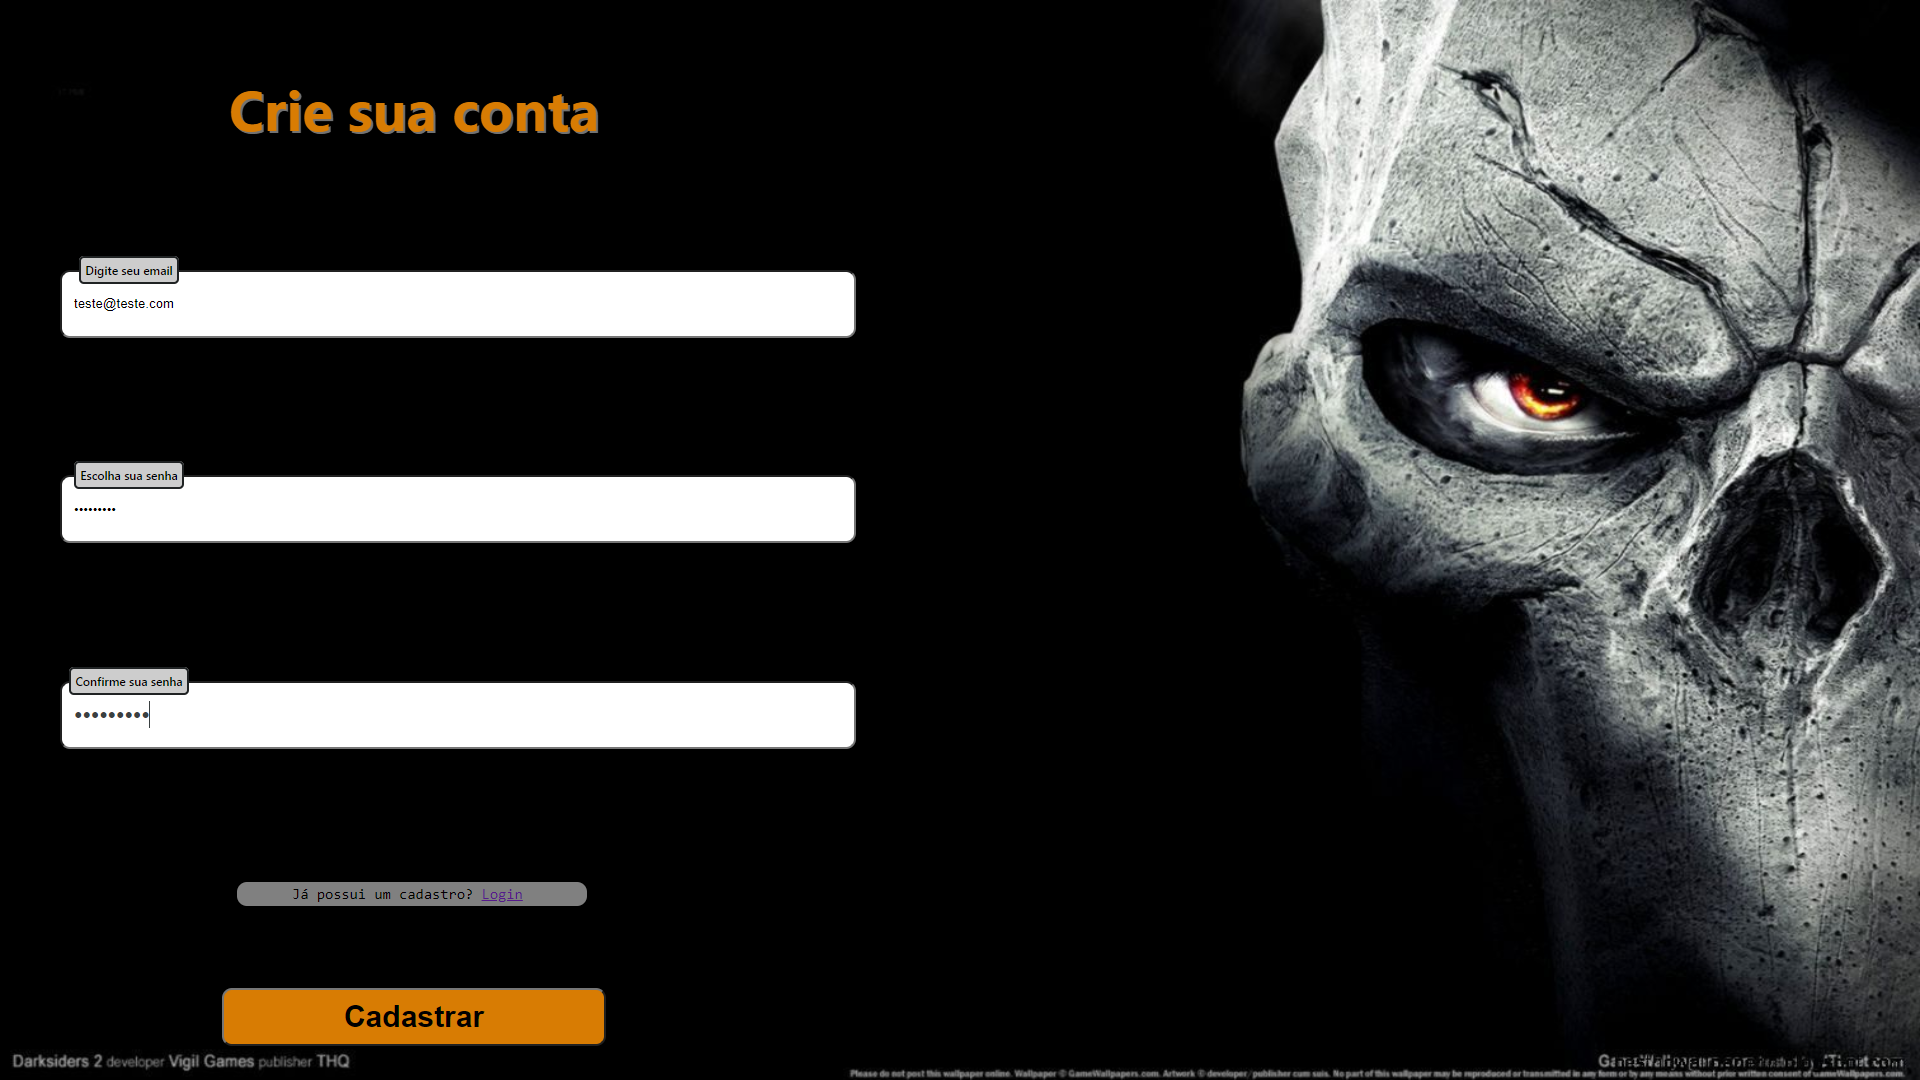 Crie sua conta
Digite seu email
teste@teste.com
Escolha sua senha
•••••••••
Confirme sua senha
•••••••••
Já possui um cadastro? Login
Cadastrar
Darksiders 2 developer Vigil Games publisher THQ
Please do not post this wallpaper online. Wallpaper © GameWallpapers.com. Artwork © developer/publisher cum suis. No part of this wallpaper may be reproduced or transmitted in any form or by any means without prior written consent of GameWallpapers.com.